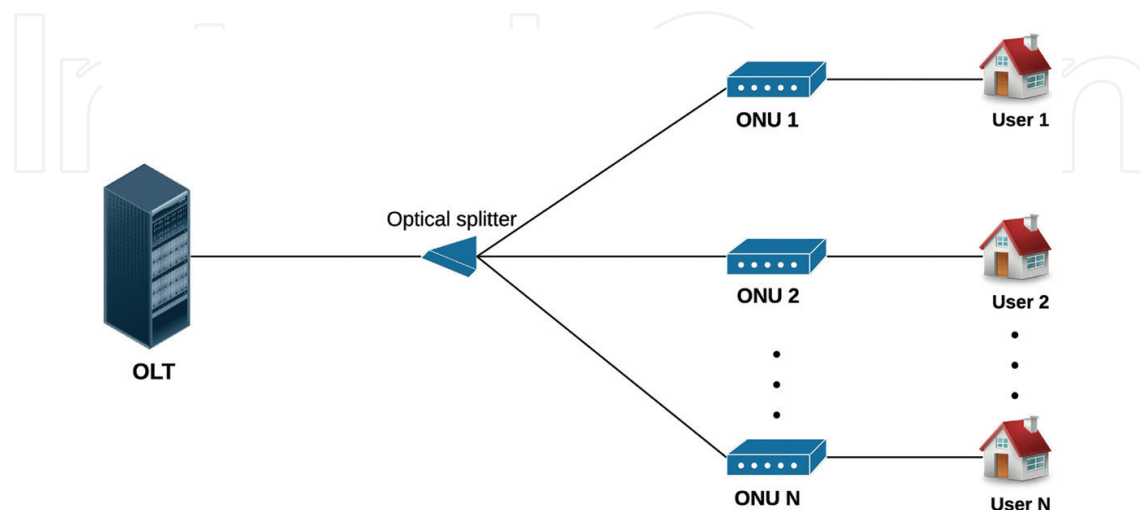 ONU 1
User 1
Optical splitter
OLT
ONU 2
User 2
ONU N
User N